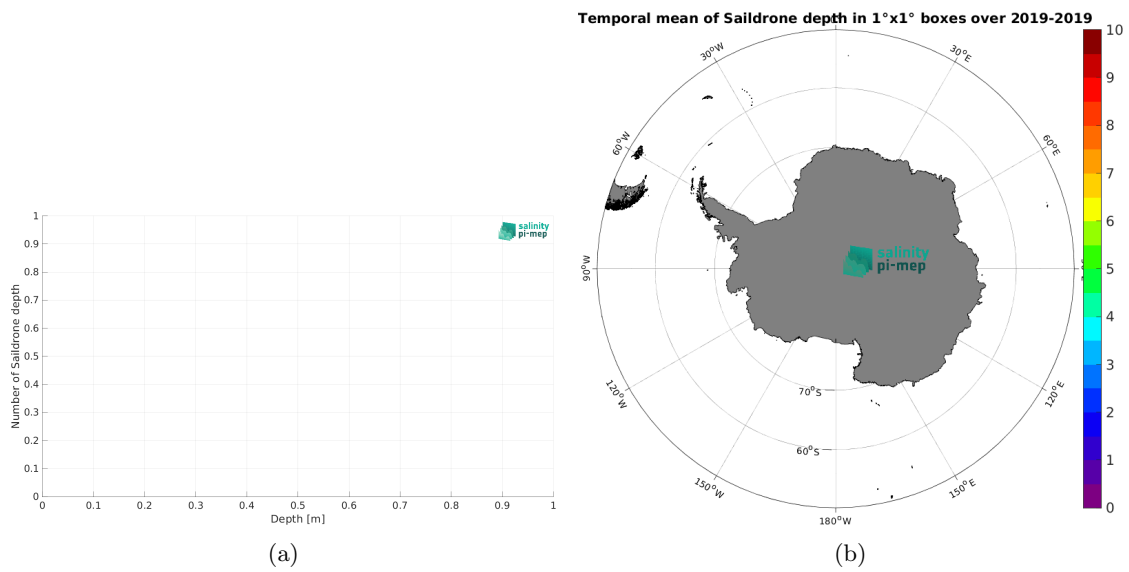 Temporal mean of Saildrone depth in 1°x1° boxes over 2019-2019
1
0.9
0.8
0.7
0.6
0.5
0.4
0.3
0.2
0.1
0
Number of Saildrone depth
0 0.1 0.2 0.3 0.4 0.5 0.6 0.7 0.8 0.9 1
Depth [m]
salinity
pi-mep
(a)
30°W
30°E
60°W
60°E
90°W
120°W
120°E
150°W
150°E
180°W
70°S
60°S
salinity
pi-mep
10
9
8
7
6
5
4
3
2
1
0
(b)